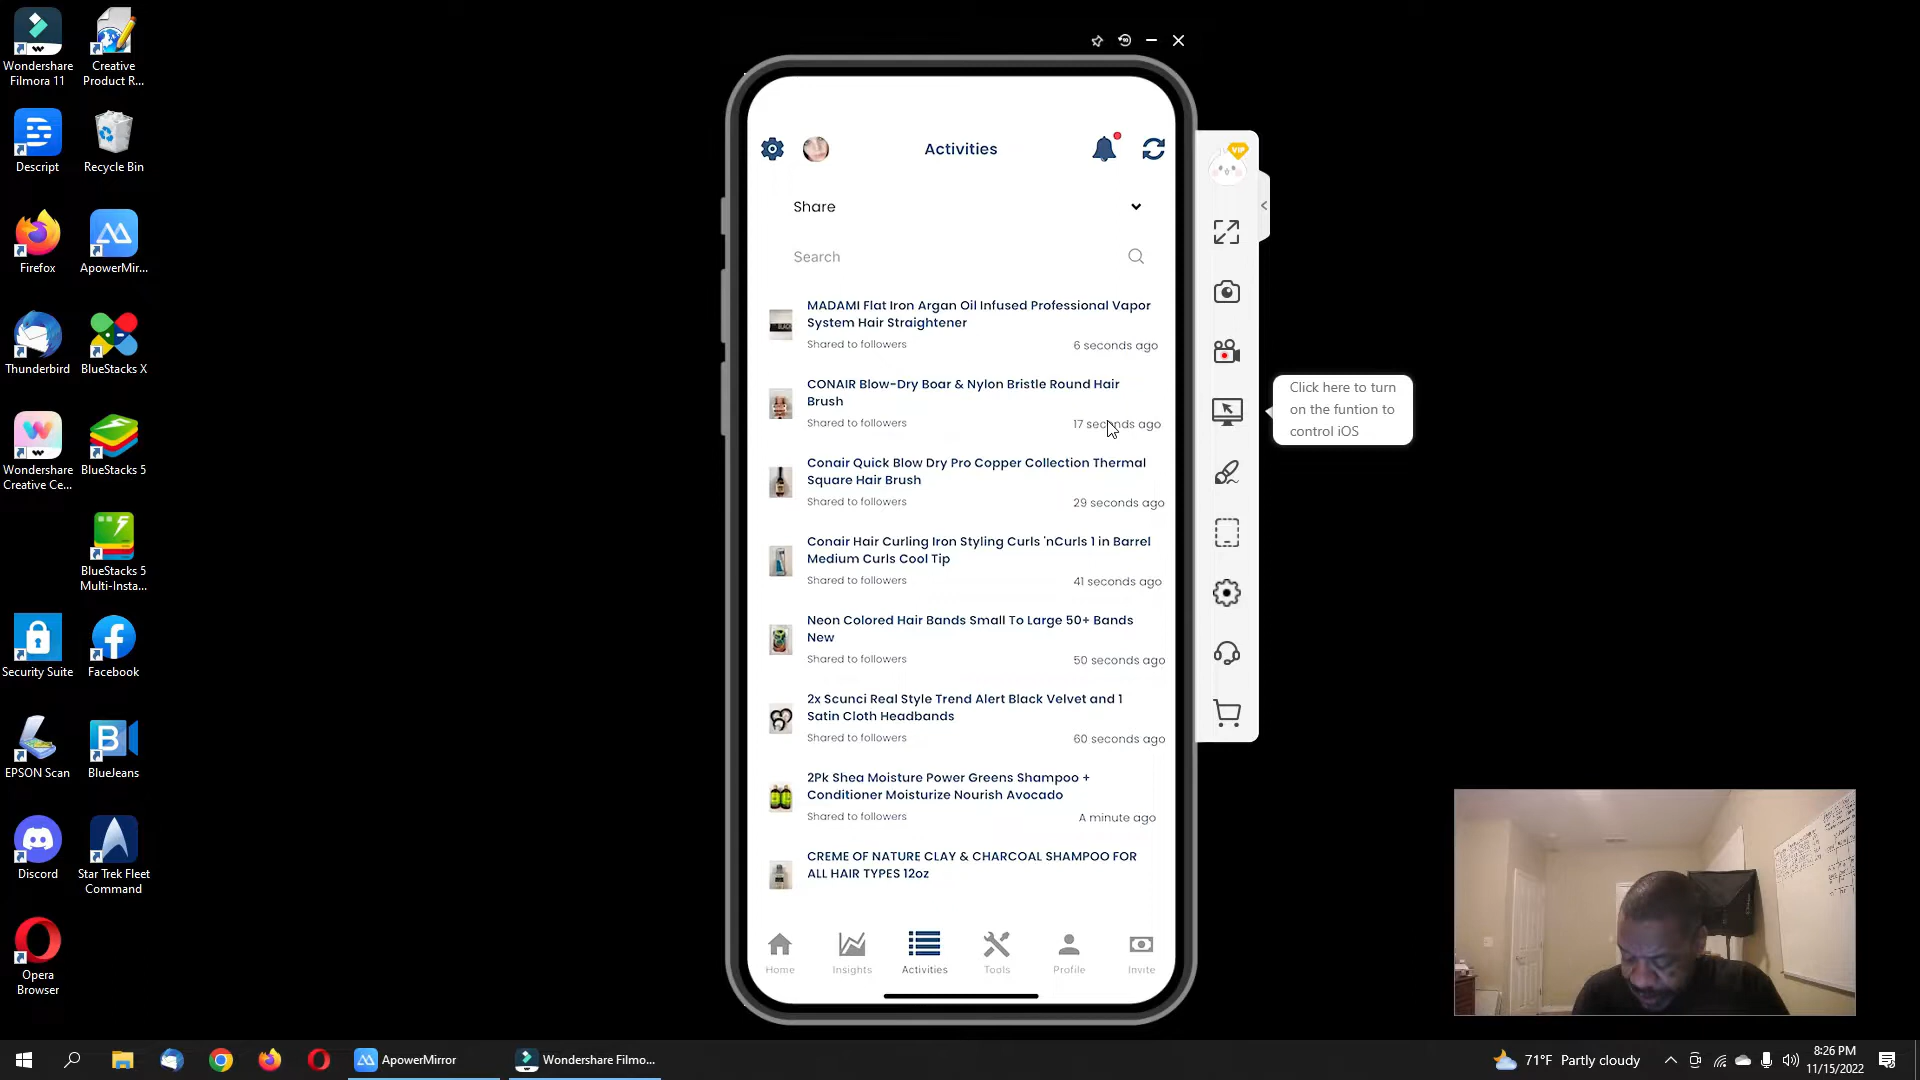 Wondershare
Filmora 11
Creative
Product R...
Descript
Recycle Bin
Firefox
ApowerMir...
Thunderbird
BlueStacks X
Wondershare
Creative Ce...
BlueStacks 5
BlueStacks 5
Multi-Insta...
Security Suite
Facebook
EPSON Scan
BlueJeans
Discord
Star Trek Fleet
Command
Opera
Browser
Activities
Share
Search
MADAMI Flat Iron Argan Oil Infused Professional Vapor
System Hair Straightener
Shared to followers
6 seconds ago
CONAIR Blow-Dry Boar & Nylon Bristle Round Hair
Brush
Shared to followers
17 seconds ago
Conair Quick Blow Dry Pro Copper Collection Thermal
Square Hair Brush
Shared to followers
29 seconds ago
Conair Hair Curling Iron Styling Curls 'nCurls 1 in Barrel
Medium Curls Cool Tip
Shared to followers
41 seconds ago
Neon Colored Hair Bands Small To Large 50+ Bands
New
Shared to followers
50 seconds ago
2x Scunci Real Style Trend Alert Black Velvet and 1
Satin Cloth Headbands
Shared to followers
60 seconds ago
2Pk Shea Moisture Power Greens Shampoo +
Conditioner Moisturize Nourish Avocado
Shared to followers
A minute ago
CREME OF NATURE CLAY & CHARCOAL SHAMPOO FOR
ALL HAIR TYPES 12oz
Home
Insights
Activities
Tools
Profile
Invite
VIP
Click here to turn
on the funtion to
control iOS
ApowerMirror
Wondershare Filmo...
71°F Partly cloudy
8:26 PM
11/15/2022